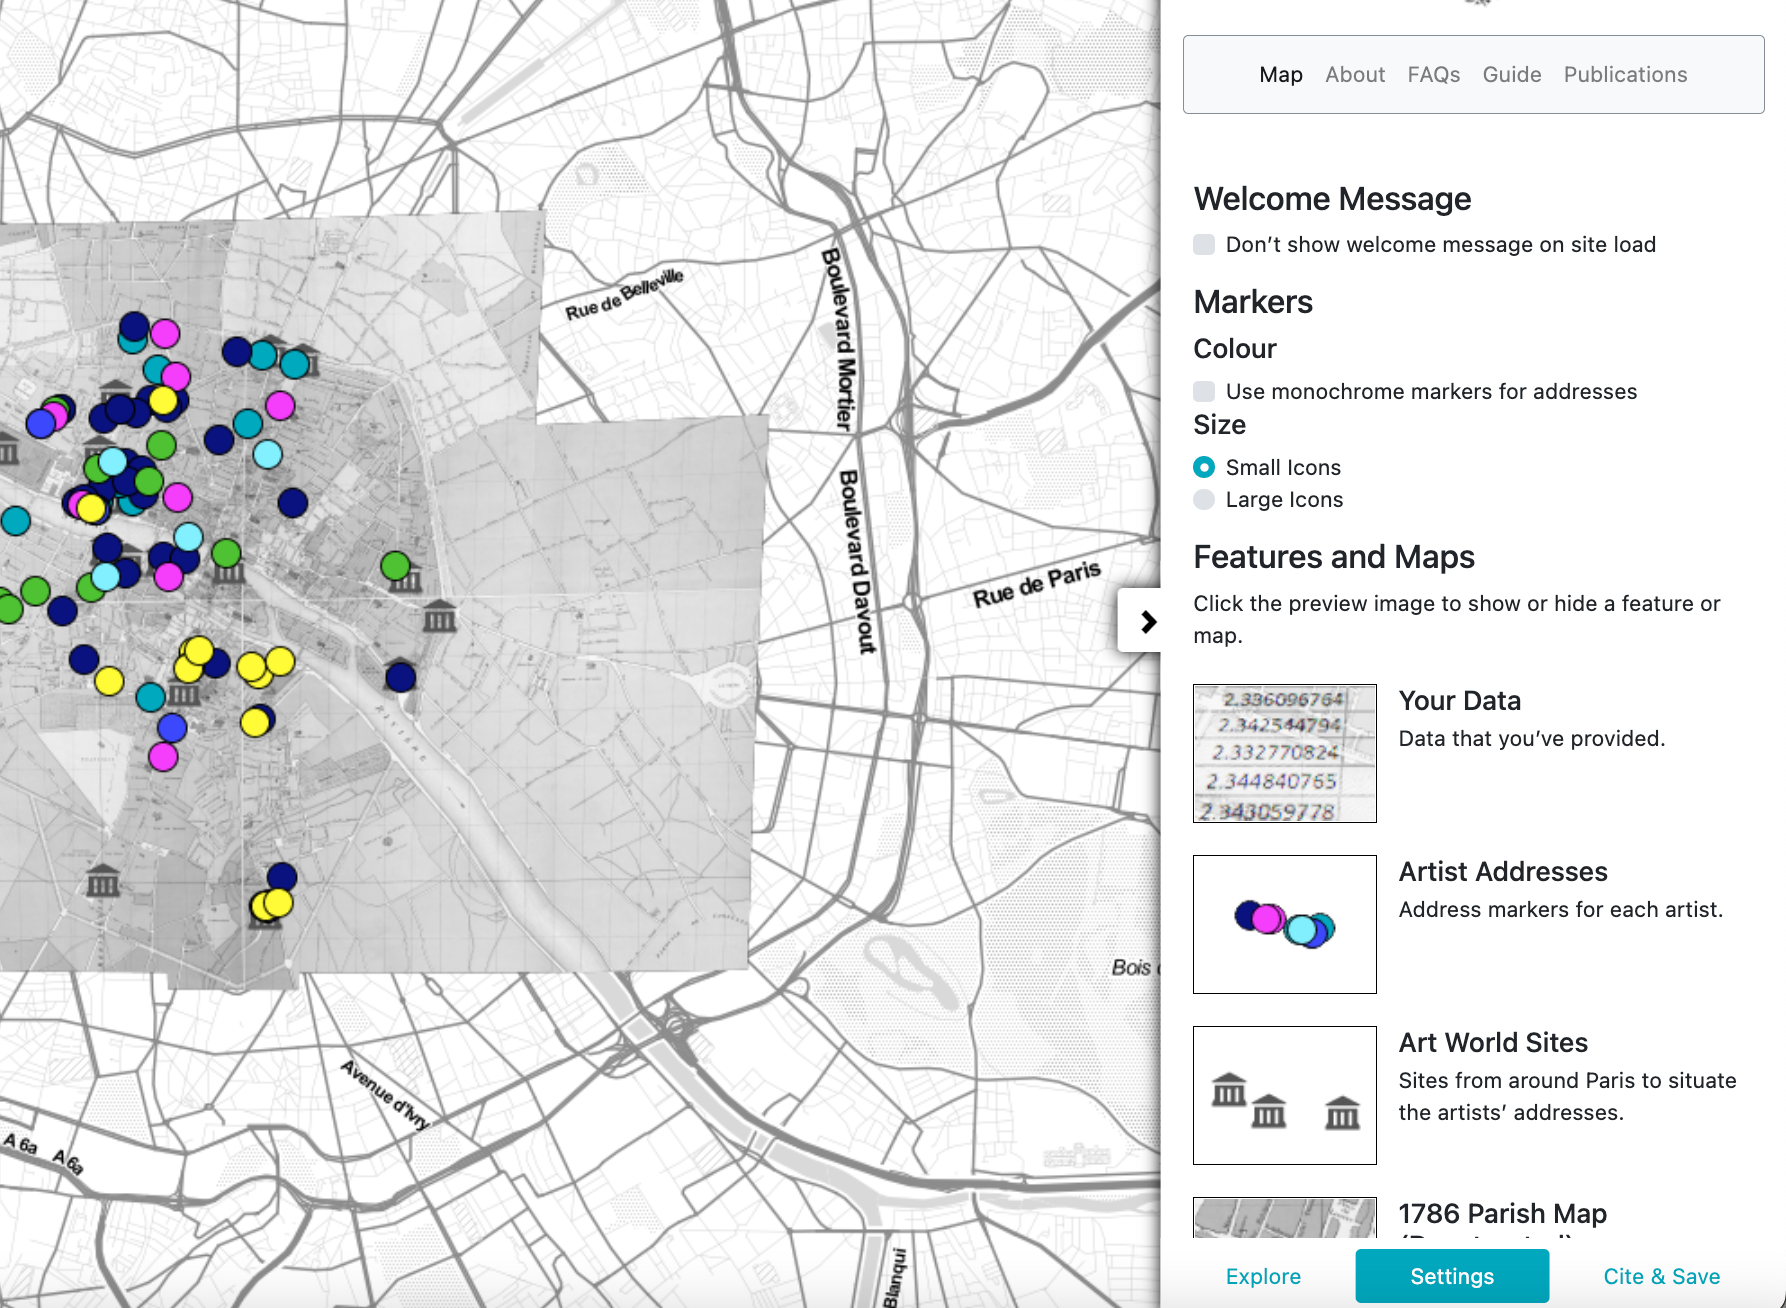 Map About FAQs Guide Publications
Welcome Message
Don’t show welcome message on site load
Markers
Colour
Use monochrome markers for addresses
Size
Small Icons
Large Icons
Features and Maps
Click the preview image to show or hide a feature or
map.
2.336096764
2.342544794
2.332770824
2.344840765
2.343059778
Your Data
Data that you’ve provided.
Artist Addresses
Address markers for each artist.
Art World Sites
Sites from around Paris to situate
the artists’ addresses.
1786 Parish Map
Explore
Settings
Cite & Save
Rue de Belleville
Boulevard Mortier
Boulevard Davout
Rue de Paris
Bois
Avenue d'Ivry
A 6a A 6a
Blanqui